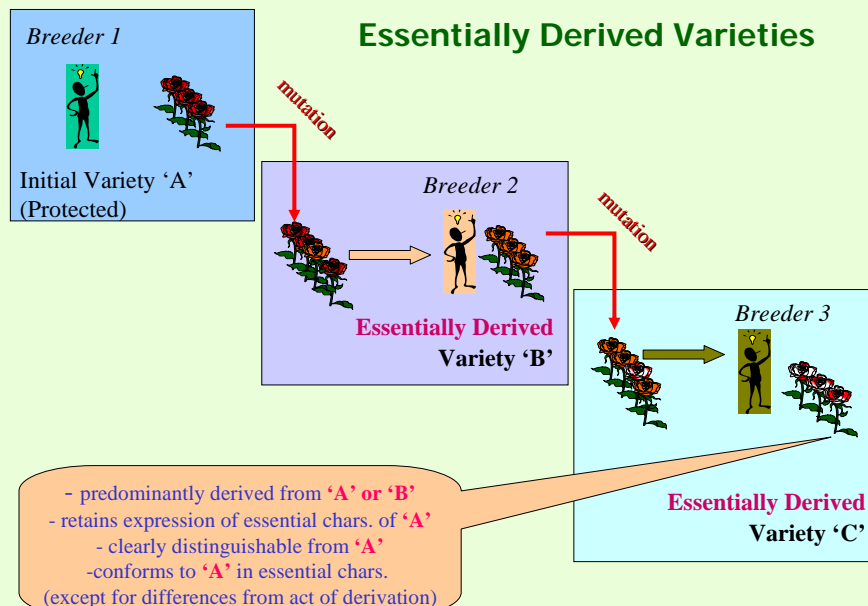 Essentially Derived Varieties
Breeder 1
Initial Variety ‘A’
(Protected)
mutation
Breeder 2
Essentially Derived
Variety ‘B’
mutation
Breeder 3
Essentially Derived
Variety ‘C’
- predominantly derived from ‘A’ or ‘B’
- retains expression of essential chars. of ‘A’
- clearly distinguishable from ‘A’
-conforms to ‘A’ in essential chars.
(except for differences from act of derivation)